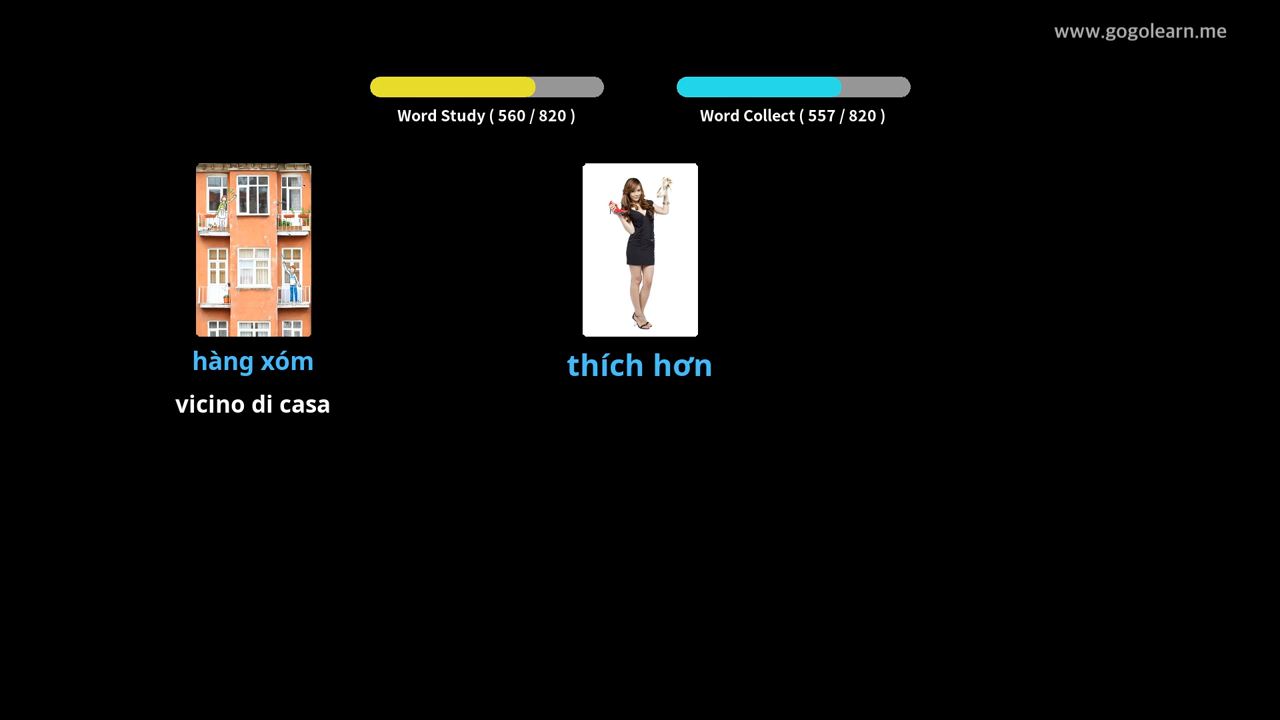 www.gogolearn.me
Word Study ( 560 / 820 )
Word Collect ( 557 / 820 )
hàng xóm
thích hơn
vicino di casa